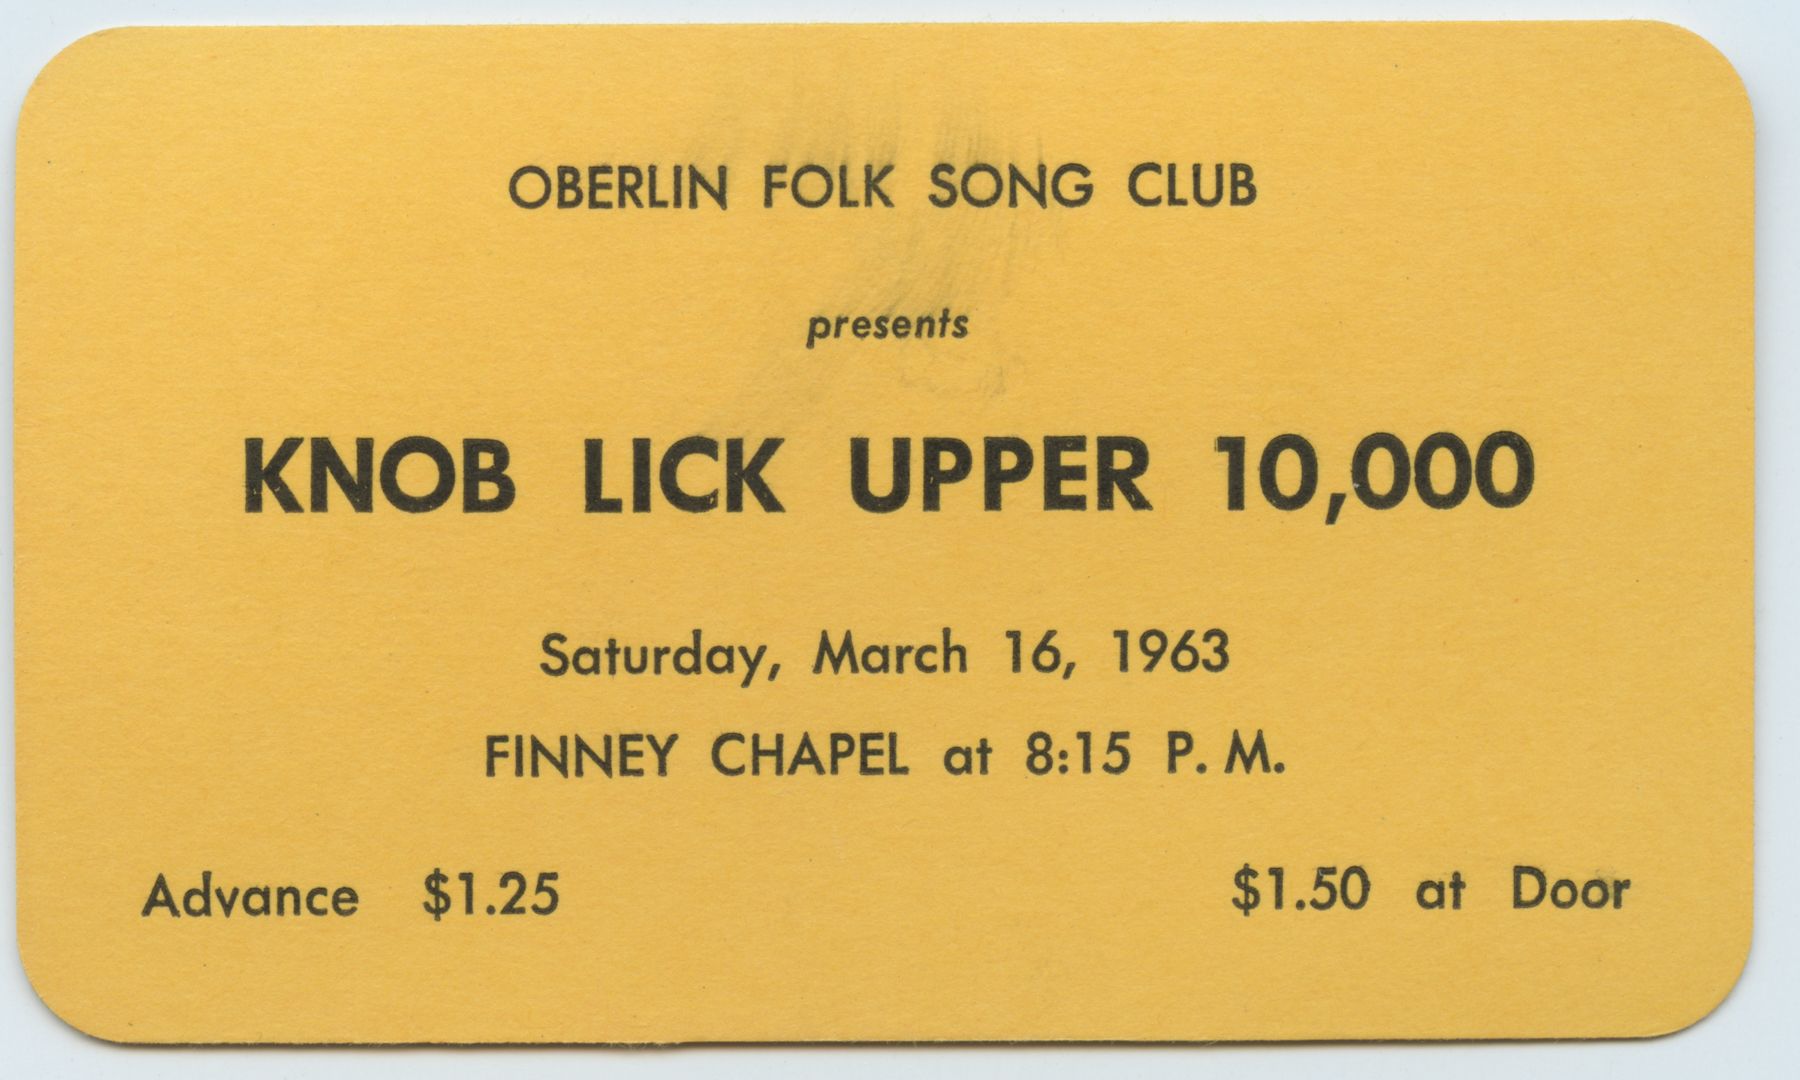 OBERLIN FOLK SONG CLUB
presents
KNOB LICK UPPER 10,000
Saturday, March 16, 1963
FINNEY CHAPEL at 8:15 P. M.
Advance $1.25 $1.50 at Door